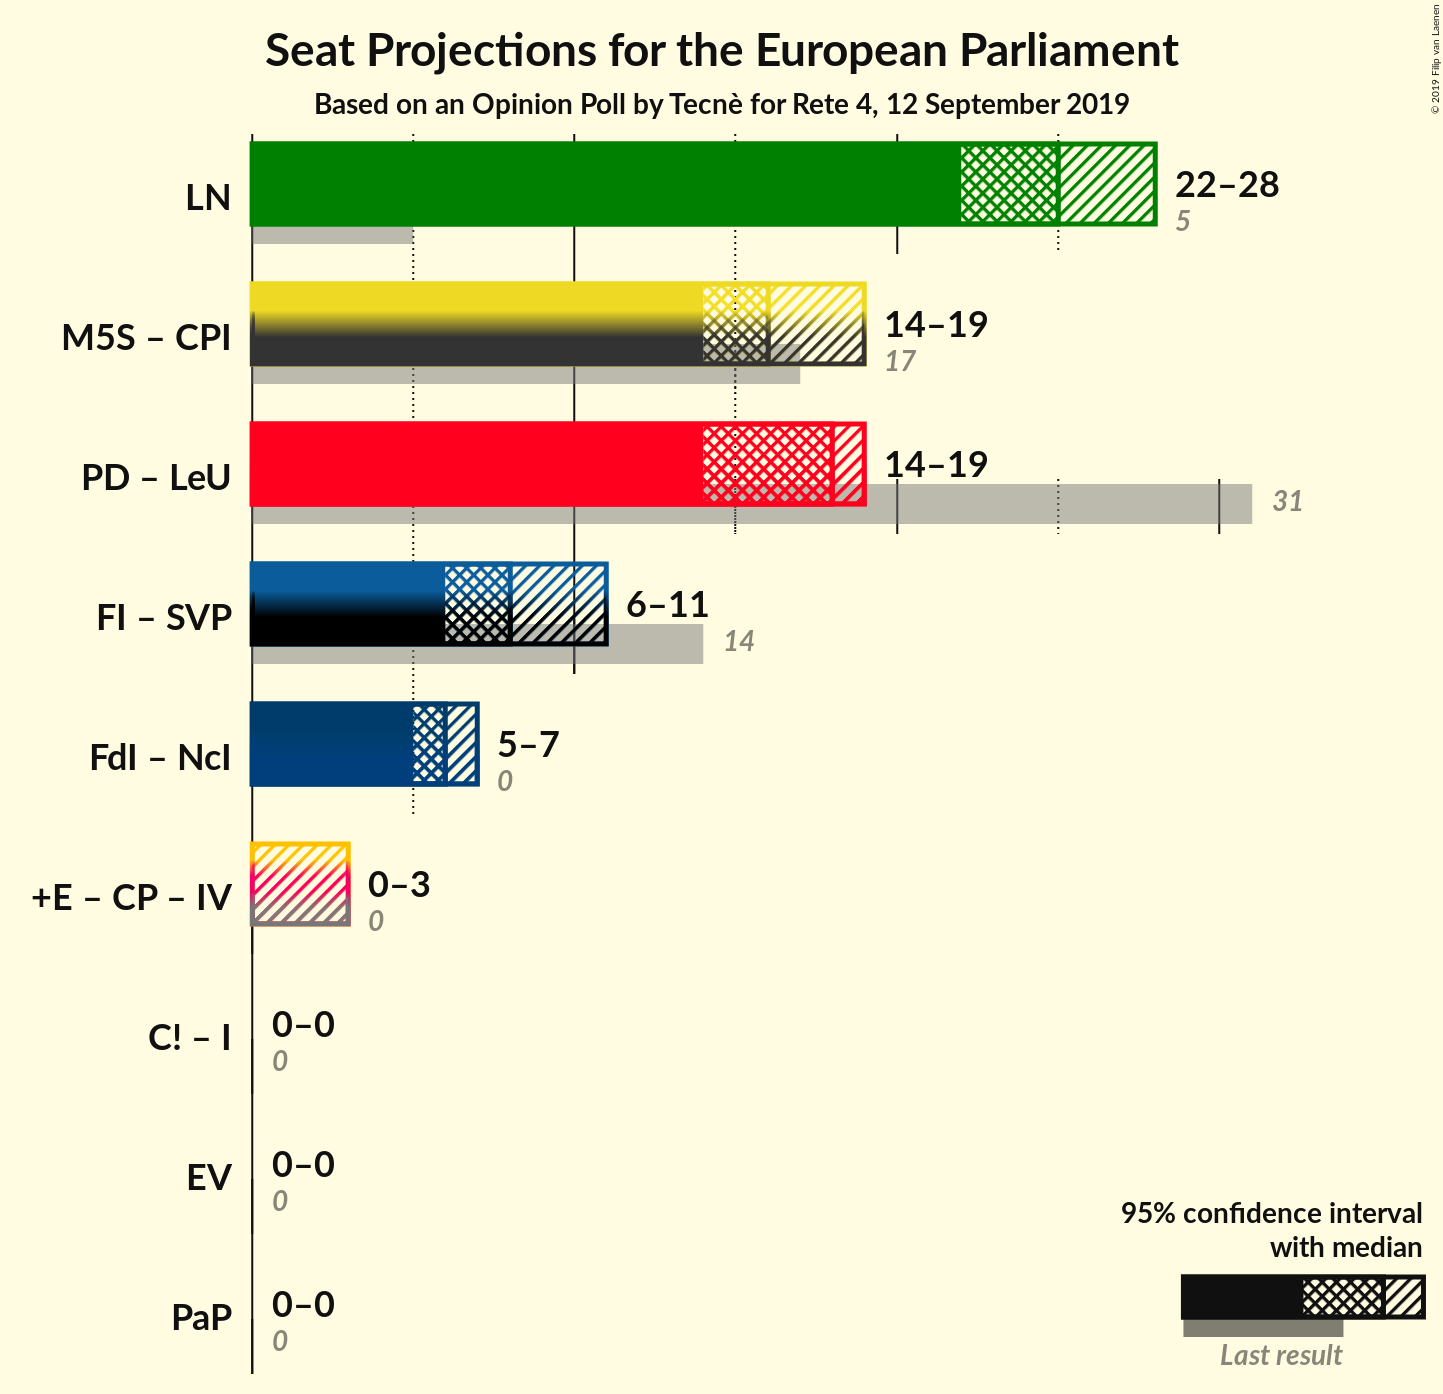 Seat Projections for the European Parliament
Based on an Opinion Poll by Tecnè for Rete 4, 12 September 2019
© 2019 Filip van Laenen
LN
22–28
5
M5S – CPI
14–19
17
PD – LeU
14–19
31
FI – SVP
6–11
14
FdI – NcI
5–7
0
+E – CP – IV
0–3
0
C! – I
0–0
0
EV
0–0
0
PaP
0–0
0
95% confidence interval
with median
Last result